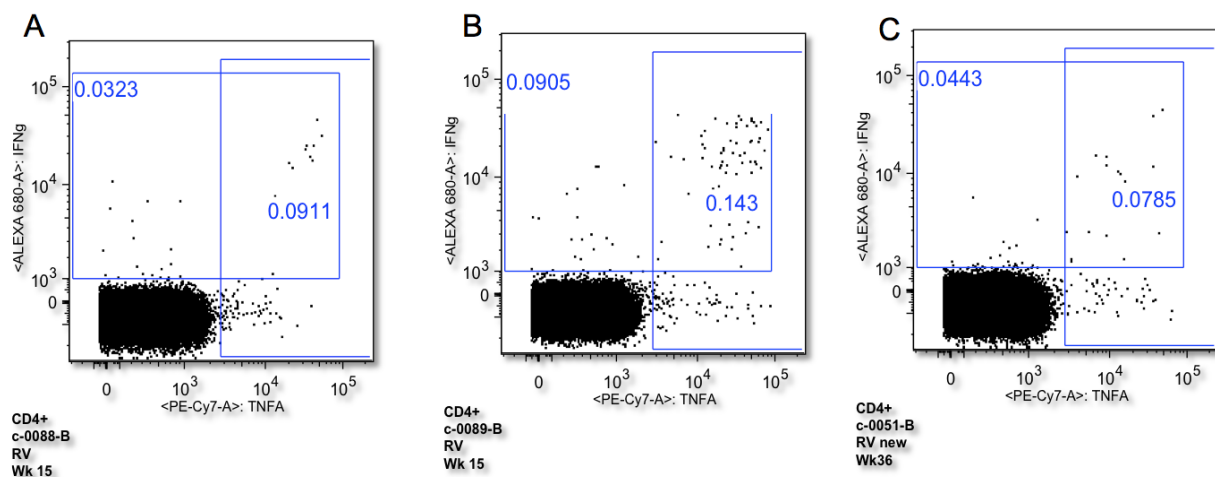 A
10^5
10^4
10^3
0
0.0323
0.0911
<ALEXA 680-A>: IFNg
0 10^3 10^4 10^5
<PE-Cy7-A>: TNFA
CD4+
c-0088-B
RV
Wk 15
B
10^5
10^4
10^3
0
0.0905
0.143
<ALEXA 680-A>: IFNg
0 10^3 10^4 10^5
<PE-Cy7-A>: TNFA
CD4+
c-0089-B
RV
Wk 15
C
10^5
10^4
10^3
0
0.0443
0.0785
<ALEXA 680-A>: IFNg
0 10^3 10^4 10^5
<PE-Cy7-A>: TNFA
CD4+
c-0051-B
RV new
Wk36